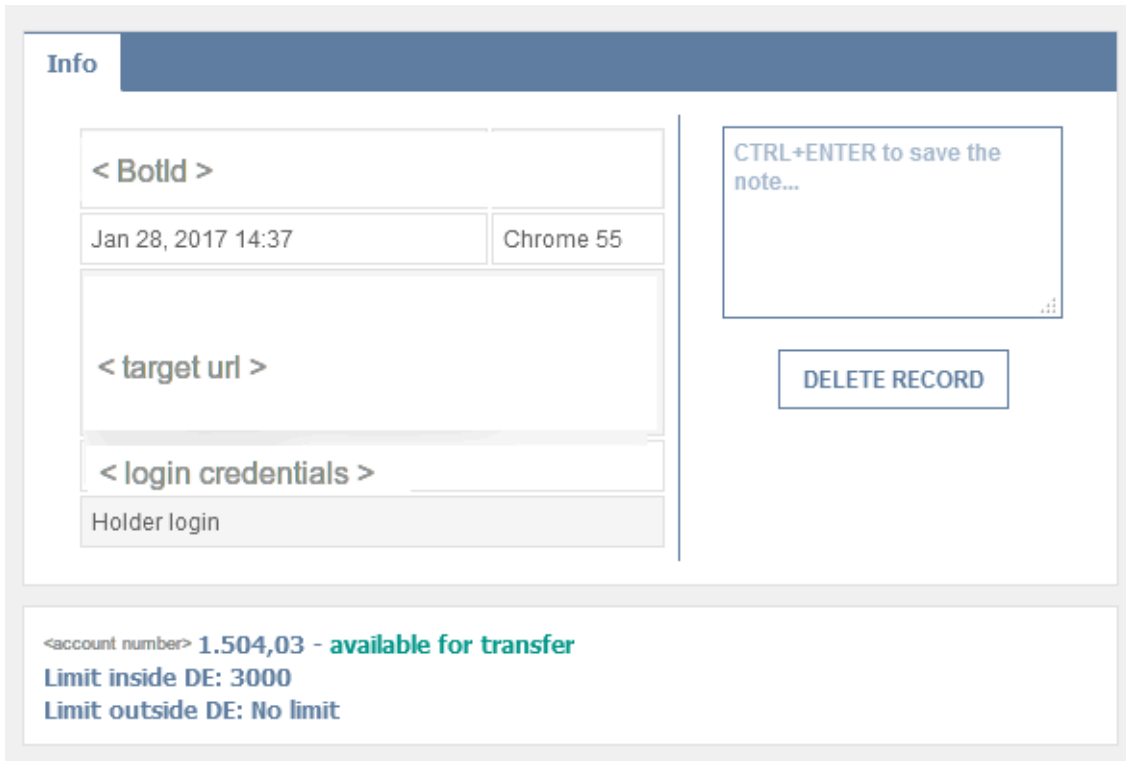 Info
< BotId >
Jan 28, 2017 14:37 Chrome 55
< target url >
< login credentials >
Holder login
CTRL+ENTER to save the
note...
DELETE RECORD
<account number> 1.504,03 - available for transfer
Limit inside DE: 3000
Limit outside DE: No limit